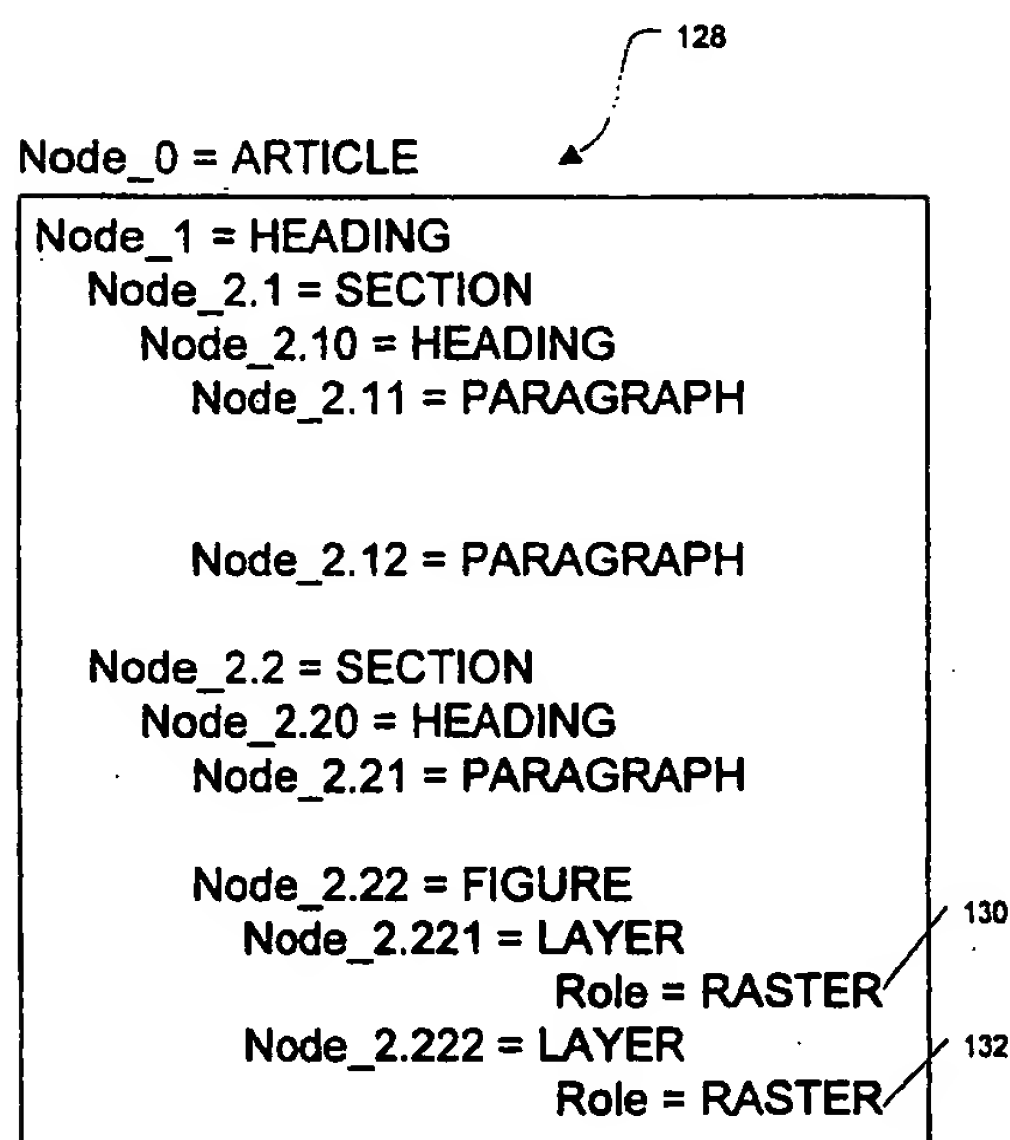 128
Node_0 = ARTICLE
Node_1 = HEADING
Node_2.1 = SECTION
Node_2.10 = HEADING
Node_2.11 = PARAGRAPH
Node_2.12 = PARAGRAPH
Node_2.2 = SECTION
Node_2.20 = HEADING
Node_2.21 = PARAGRAPH
Node_2.22 = FIGURE
Node_2.221 = LAYER
130
Role = RASTER
Node_2.222 = LAYER
132
Role = RASTER